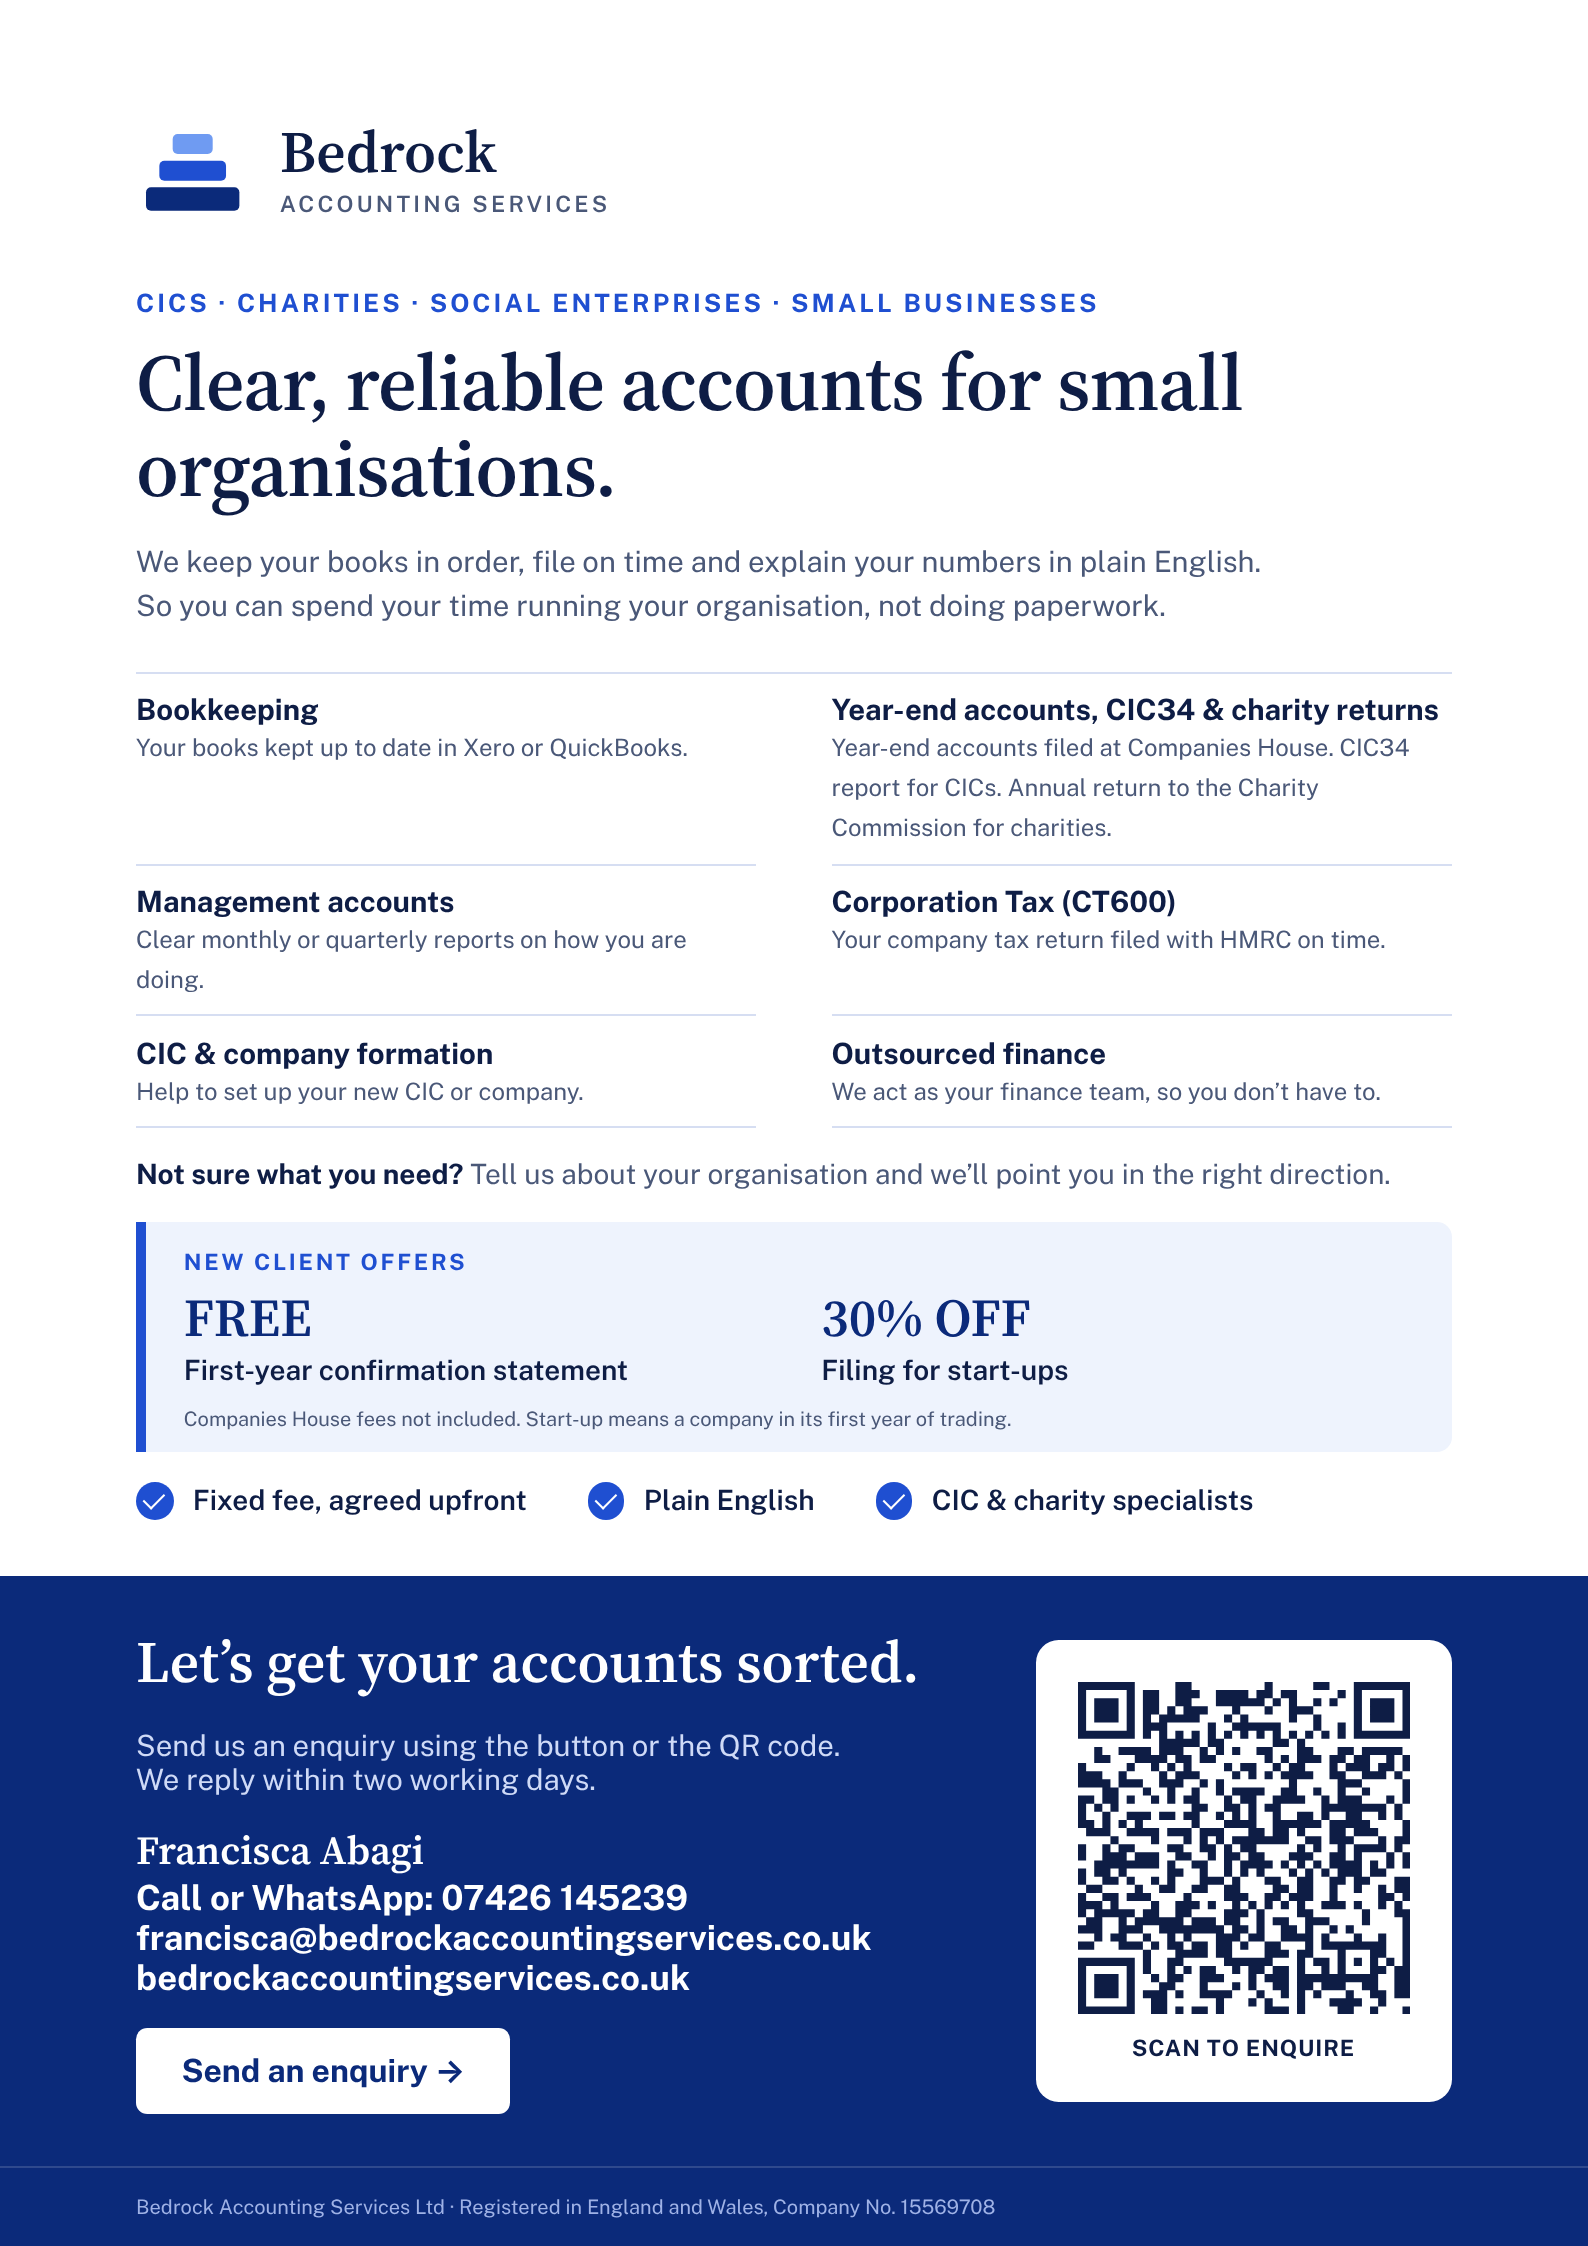 Bedrock
ACCOUNTING SERVICES
CICS · CHARITIES · SOCIAL ENTERPRISES · SMALL BUSINESSES
Clear, reliable accounts for small
organisations.
We keep your books in order, file on time and explain your numbers in plain English.
So you can spend your time running your organisation, not doing paperwork.
Bookkeeping
Your books kept up to date in Xero or QuickBooks.
Year-end accounts, CIC34 & charity returns
Year-end accounts filed at Companies House. CIC34
report for CICs. Annual return to the Charity
Commission for charities.
Management accounts
Clear monthly or quarterly reports on how you are
doing.
Corporation Tax (CT600)
Your company tax return filed with HMRC on time.
CIC & company formation
Help to set up your new CIC or company.
Outsourced finance
We act as your finance team, so you don’t have to.
Not sure what you need? Tell us about your organisation and we’ll point you in the right direction.
NEW CLIENT OFFERS
FREE
First-year confirmation statement
30% OFF
Filing for start-ups
Companies House fees not included. Start-up means a company in its first year of trading.
Fixed fee, agreed upfront
Plain English
CIC & charity specialists
Let’s get your accounts sorted.
Send us an enquiry using the button or the QR code.
We reply within two working days.
Francisca Abagi
Call or WhatsApp: 07426 145239
francisca@bedrockaccountingservices.co.uk
bedrockaccountingservices.co.uk
Send an enquiry →
SCAN TO ENQUIRE
Bedrock Accounting Services Ltd · Registered in England and Wales, Company No. 15569708